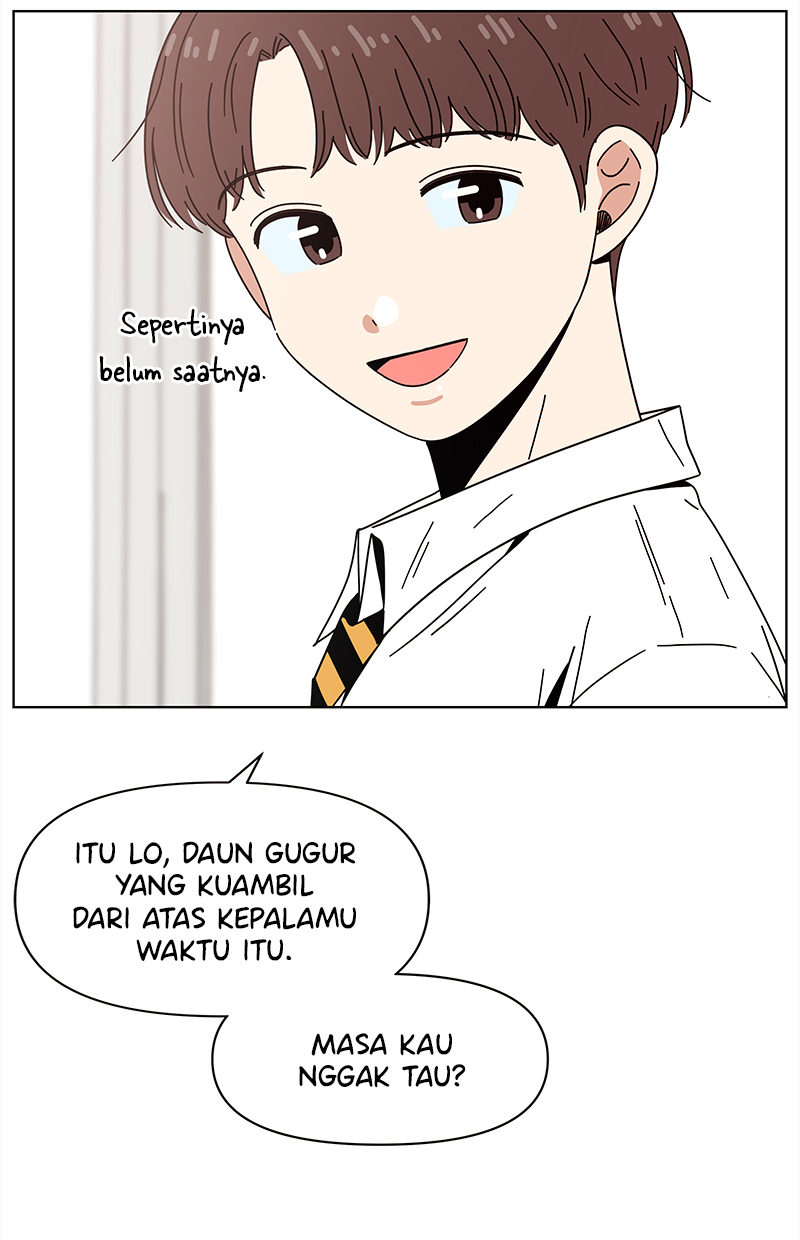 Sepertinya
belum saatnya.
ITU LO, DAUN GUGUR
YANG KUAMBIL
DARI ATAS KEPALAMU
WAKTU ITU.
MASA KAU
NGGAK TAU?